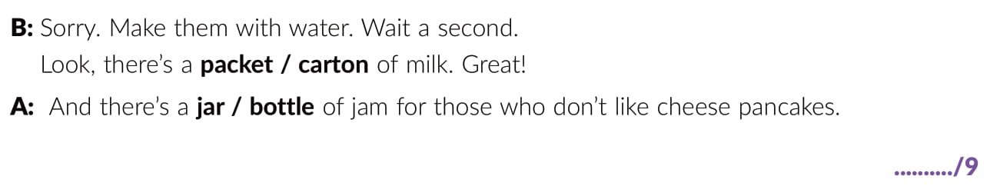 B: Sorry. Make them with water. Wait a second.
Look, there’s a packet / carton of milk. Great!
A: And there’s a jar / bottle of jam for those who don’t like cheese pancakes.
........../9